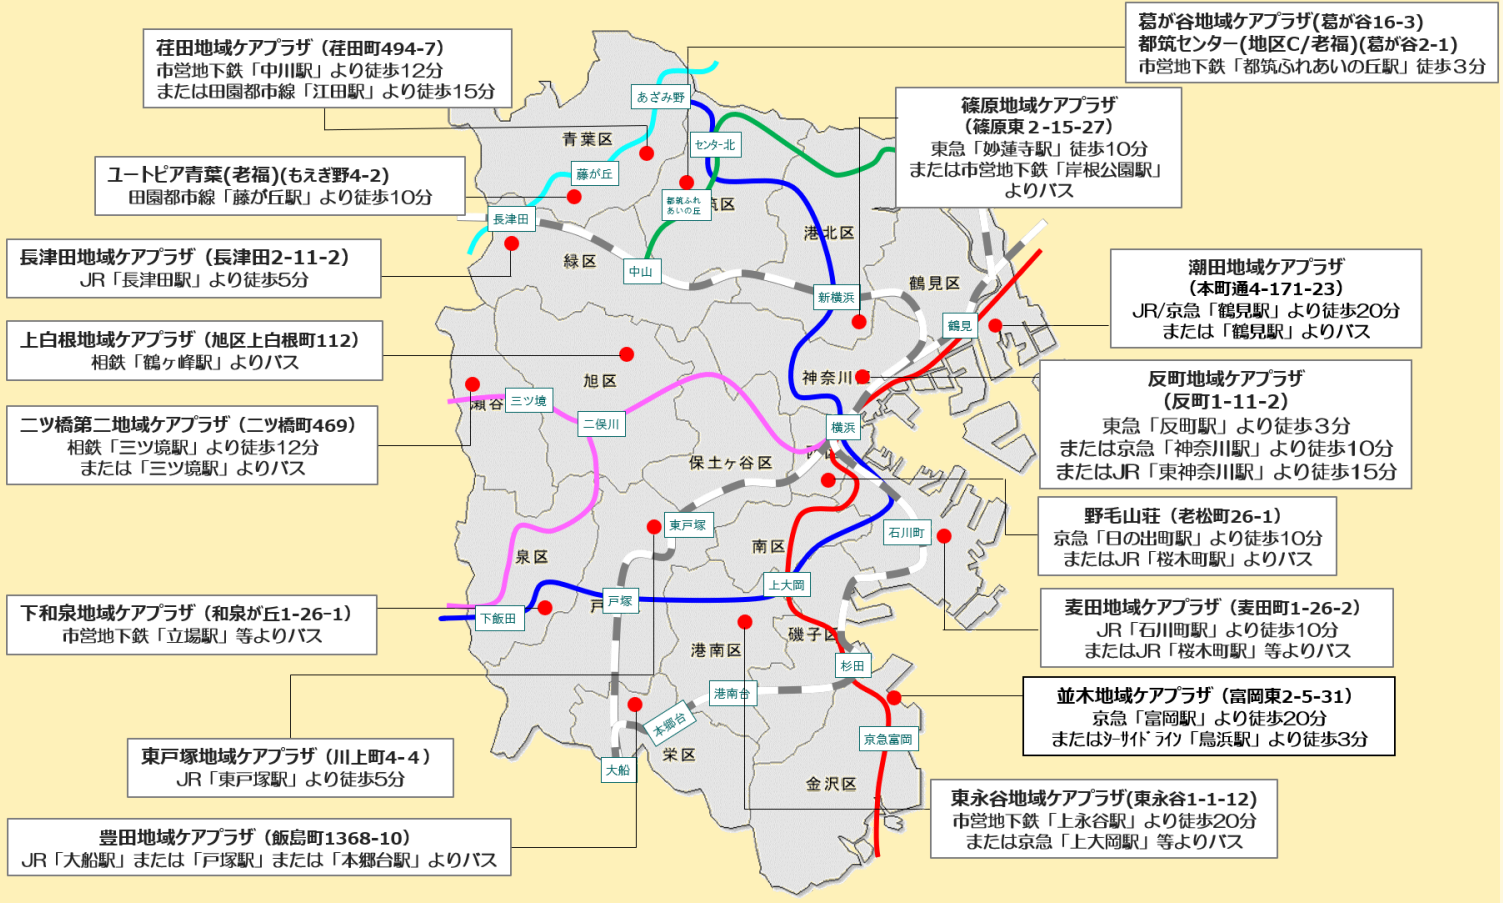 荏田地域ケアプラザ（荏田町494-7）
市営地下鉄「中川駅」より徒歩12分
または田園都市線「江田駅」より徒歩15分
ユートピア青葉(老福)(もえぎ野4-2)
田園都市線「藤が丘駅」より徒歩10分
長津田地域ケアプラザ（長津田2-11-2）
JR「長津田駅」より徒歩5分
上白根地域ケアプラザ（旭区上白根町112）
相鉄「鶴ヶ峰駅」よりバス
二ツ橋第二地域ケアプラザ（二ツ橋町469）
相鉄「三ツ境駅」より徒歩12分
または「三ツ境駅」よりバス
下和泉地域ケアプラザ（和泉が丘1-26-1）
市営地下鉄「立場駅」等よりバス
東戸塚地域ケアプラザ（川上町4-４）
JR「東戸塚駅」より徒歩5分
豊田地域ケアプラザ（飯島町1368-10）
JR「大船駅」または「戸塚駅」または「本郷台駅」よりバス
葛が谷地域ケアプラザ(葛が谷16-3)
都筑センター(地区C/老福)(葛が谷2-1)
市営地下鉄「都筑ふれあいの丘駅」徒歩３分
篠原地域ケアプラザ
（篠原東２-15-27）
東急「妙蓮寺駅」徒歩10分
または市営地下鉄「岸根公園駅」
よりバス
潮田地域ケアプラザ
（本町通4-171-23）
JR/京急「鶴見駅」より徒歩20分
または「鶴見駅」よりバス
反町地域ケアプラザ
（反町1-11-2）
東急「反町駅」より徒歩３分
または京急「神奈川駅」より徒歩10分
またはJR「東神奈川駅」より徒歩15分
野毛山荘（老松町26-1）
京急「日の出町駅」より徒歩10分
またはJR「桜木町駅」よりバス
麦田地域ケアプラザ（麦田町1-26-2）
JR「石川町駅」より徒歩10分
またはJR「桜木町駅」等よりバス
並木地域ケアプラザ（富岡東2-5-31）
京急「富岡駅」より徒歩20分
またはｼｰｻｲﾄﾞﾗｲﾝ「鳥浜駅」より徒歩3分
東永谷地域ケアプラザ(東永谷1-1-12)
市営地下鉄「上永谷駅」より徒歩20分
または京急「上大岡駅」等よりバス
あざみ野
青葉区
センター北
藤が丘
都筑ふれ
あいの丘
筑区
長津田
港北区
緑区
中山
鶴見区
新横浜
鶴見
旭区
神奈川
瀬谷
三ツ境
二俣川
横浜
保土ヶ谷区
東戸塚
石川町
南区
泉区
上大岡
戸塚
戸
下飯田
磯子区
港南区
杉田
港南台
本郷台
京急富岡
栄区
大船
金沢区